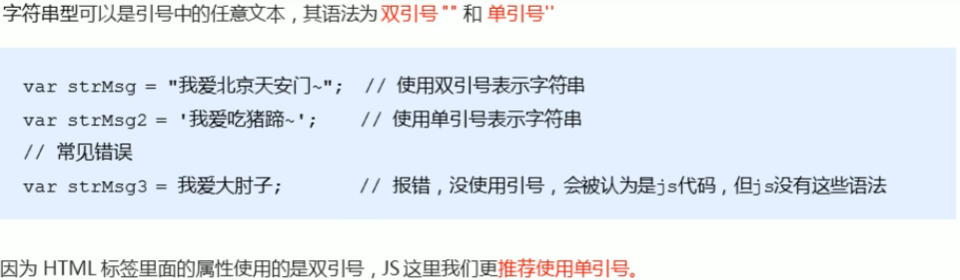 字符串型可以是引号中的任意文本，其语法为 双引号 "" 和 单引号''
var strMsg = "我爱北京天安门~"; // 使用双引号表示字符串
var strMsg2 = '我爱吃猪蹄~'; // 使用单引号表示字符串
// 常见错误
var strMsg3 = 我爱大肘子; // 报错，没使用引号，会被认为是js代码，但js没有这些语法
因为 HTML 标签里面的属性使用的是双引号，JS 这里我们更推荐使用单引号。